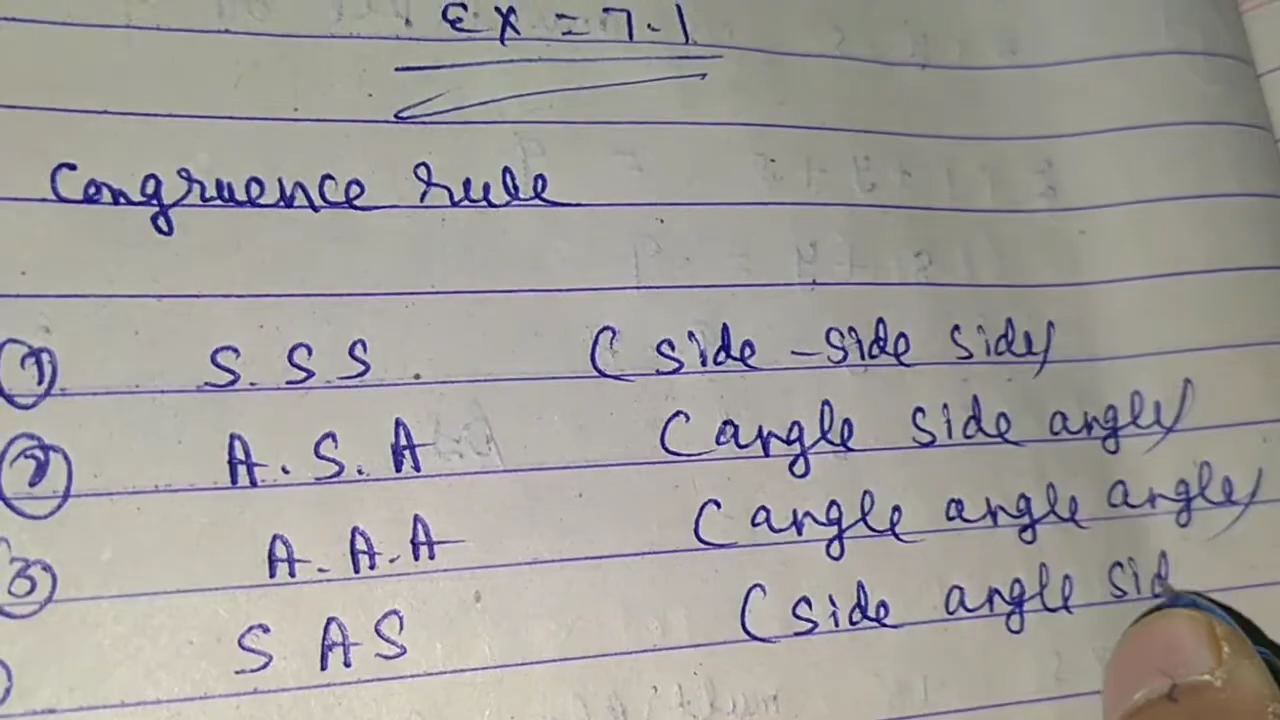 Ex = 7.1
Congruence rule
① S. S S. ( side - side side)
② A. S. A ( angle side angle)
③ A. A. A ( angle angle angle)
S A S ( side angle sid